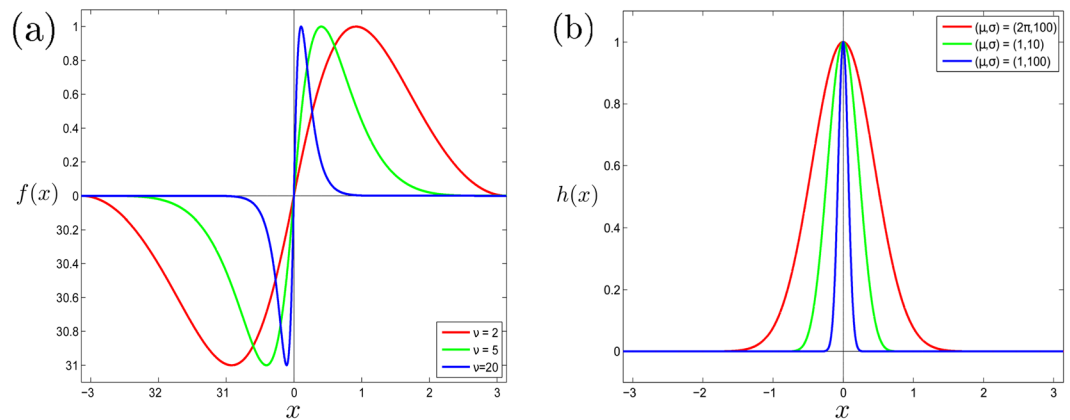 (a)
1
0.8
0.6
0.4
0.2
0
30.2
30.4
30.6
30.8
31
f(x)
−3 32 31 0 1 2 3
x
ν = 2
ν = 5
ν=20
(b)
1
0.8
0.6
0.4
0.2
0
h(x)
−3 −2 −1 0 1 2 3
x
(μ,σ) = (2π,100)
(μ,σ) = (1,10)
(μ,σ) = (1,100)